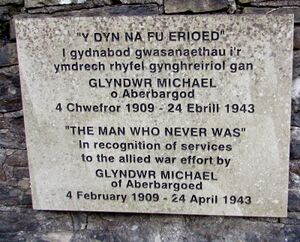 "Y DYN NA FU ERIOED"
I gydnabod gwasanaethau i'r
ymdrech rhyfel gynghreiriol gan
GLYNDWR MICHAEL
o Aberbargod
4 Chwefror 1909 - 24 Ebrill 1943
"THE MAN WHO NEVER WAS"
In recognition of services
to the allied war effort by
GLYNDWR MICHAEL
of Aberbargoed
4 February 1909 - 24 April 1943